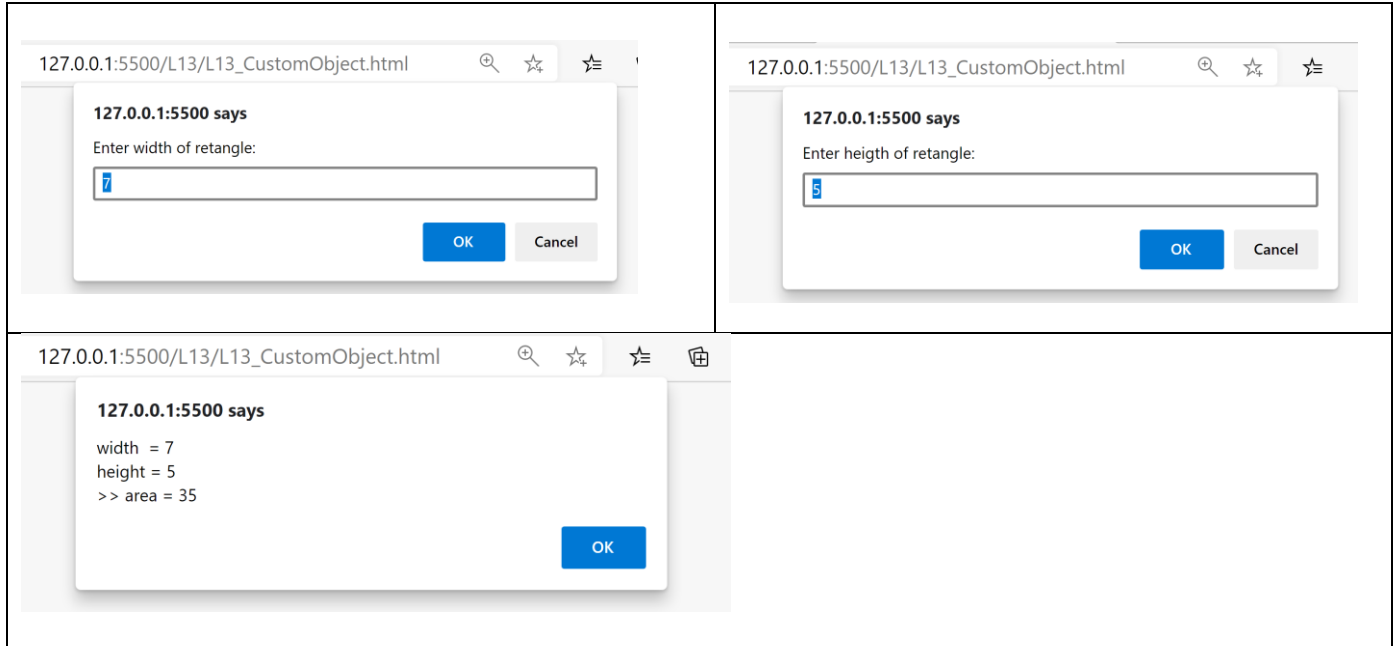 127.0.0.1:5500/L13/L13_CustomObject.html
127.0.0.1:5500 says
Enter width of retangle:
7
OK
Cancel
127.0.0.1:5500/L13/L13_CustomObject.html
127.0.0.1:5500 says
Enter heigth of retangle:
5
OK
Cancel
127.0.0.1:5500/L13/L13_CustomObject.html
127.0.0.1:5500 says
width  = 7
height = 5
>> area = 35
OK